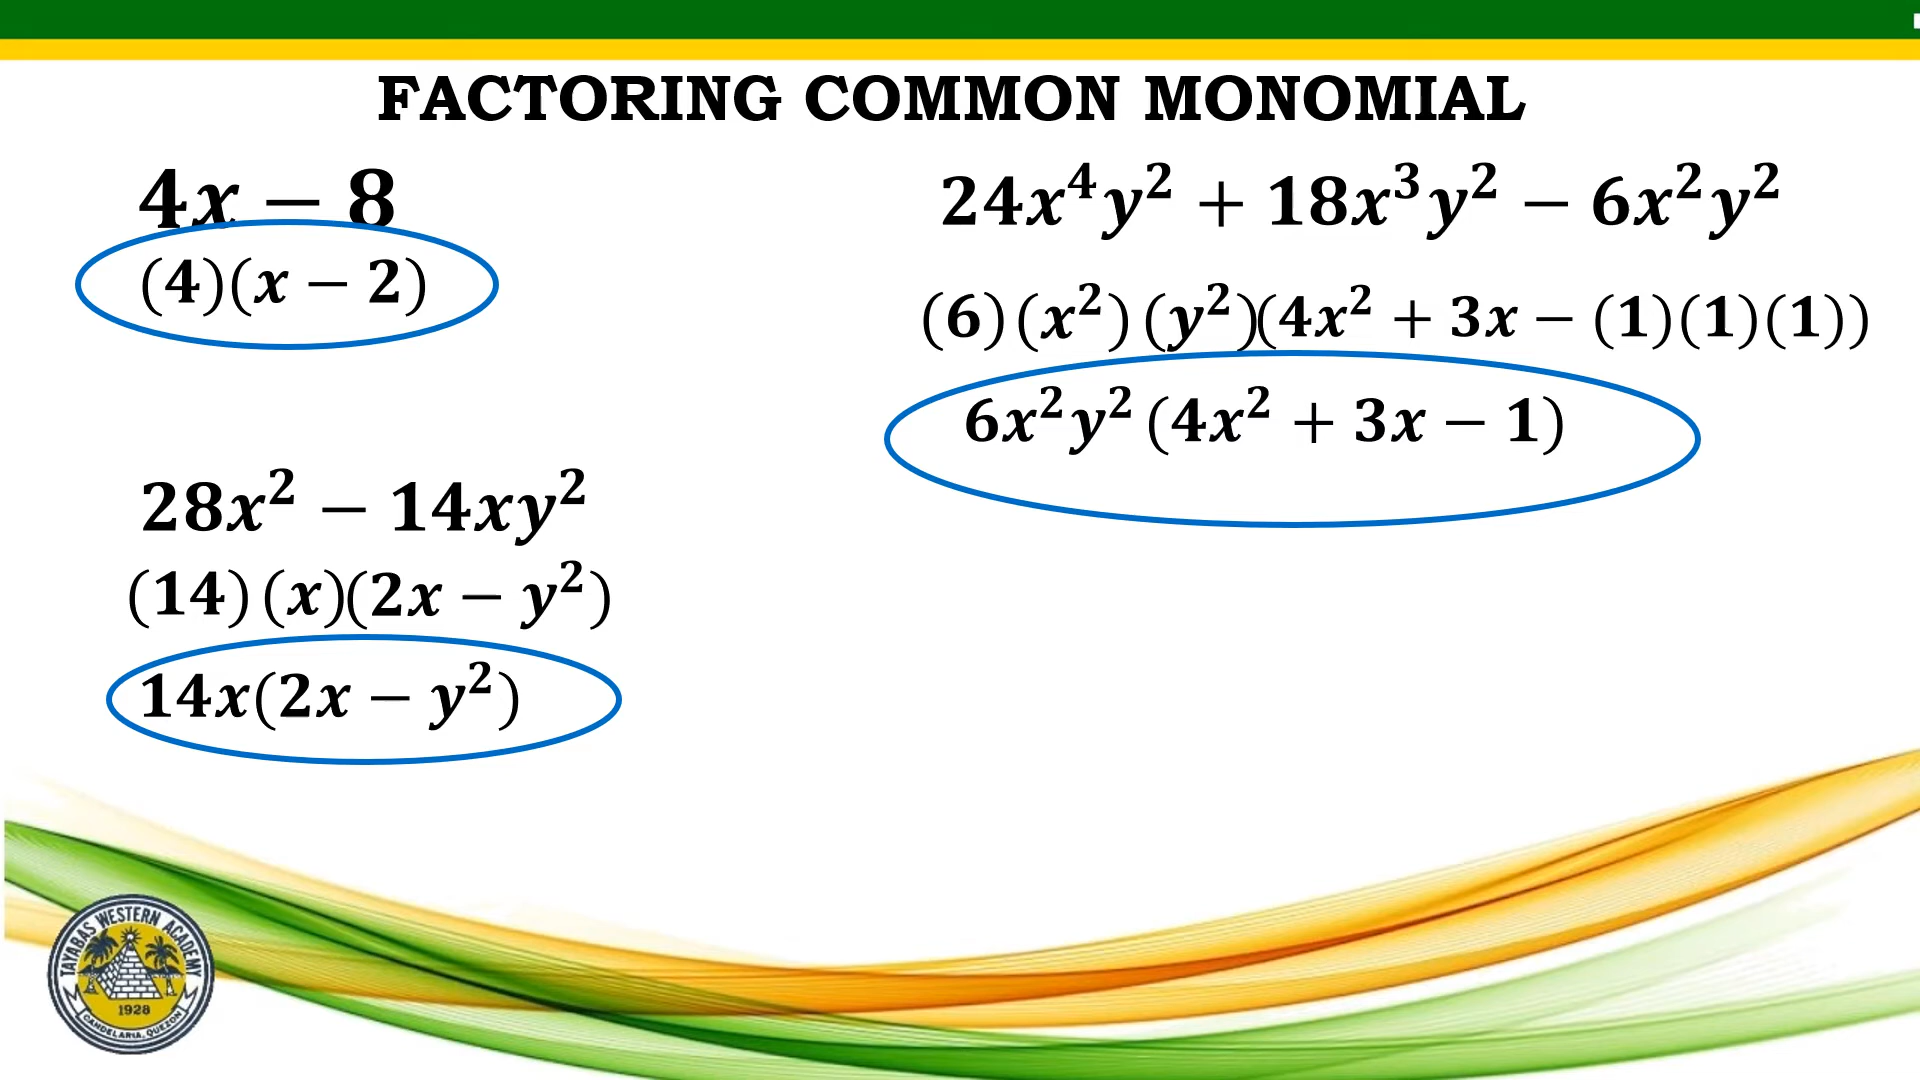 FACTORING COMMON MONOMIAL
4x − 8
(4)(x − 2)
28x² − 14xy²
(14)(x)(2x − y²)
14x(2x − y²)
24x⁴y² + 18x³y² − 6x²y²
(6)(x²)(y²)(4x² + 3x − (1)(1)(1))
6x²y²(4x² + 3x − 1)
TAYABAS WESTERN ACADEMY
1928
CANDELARIA, QUEZON